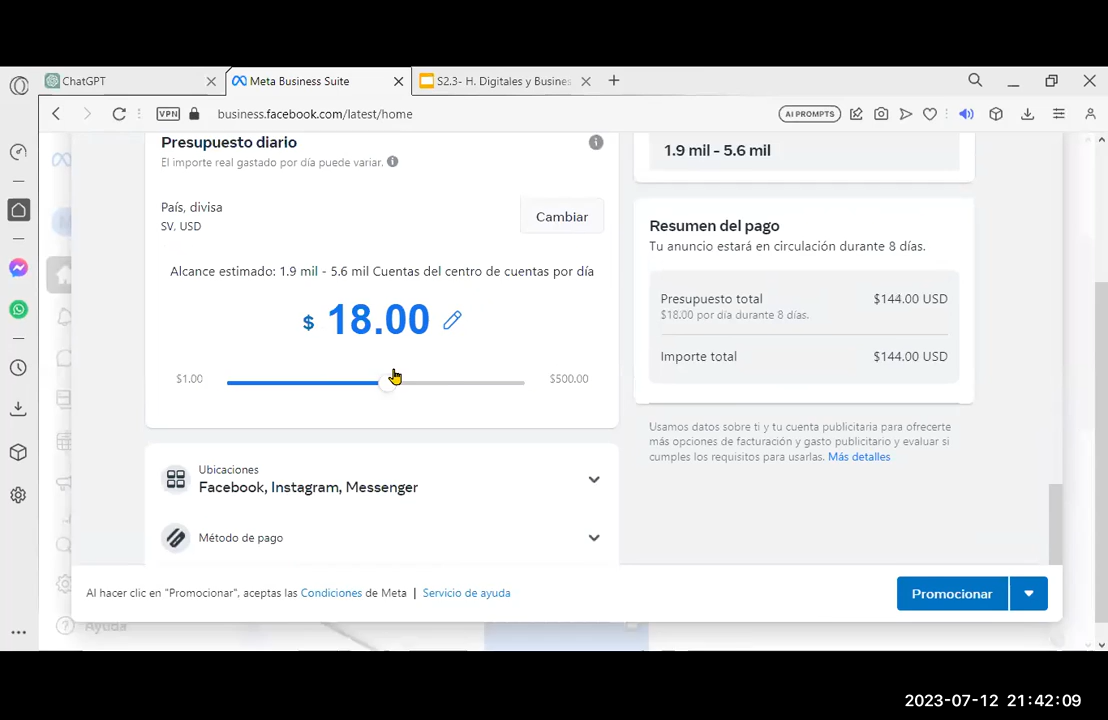 ChatGPT
Meta Business Suite
S2.3- H. Digitales y Busines
VPN
business.facebook.com/latest/home
AI PROMPTS
Presupuesto diario
El importe real gastado por día puede variar.
País, divisa
SV, USD
Cambiar
Alcance estimado: 1.9 mil - 5.6 mil Cuentas del centro de cuentas por día
$ 18.00
$1.00
$500.00
Ubicaciones
Facebook, Instagram, Messenger
Método de pago
1.9 mil - 5.6 mil
Resumen del pago
Tu anuncio estará en circulación durante 8 días.
Presupuesto total $144.00 USD
$18.00 por día durante 8 días.
Importe total $144.00 USD
Usamos datos sobre ti y tu cuenta publicitaria para ofrecerte
más opciones de facturación y gasto publicitario y evaluar si
cumples los requisitos para usarlas. Más detalles
Al hacer clic en "Promocionar", aceptas las Condiciones de Meta | Servicio de ayuda
Promocionar
Ayuda
2023-07-12 21:42:09